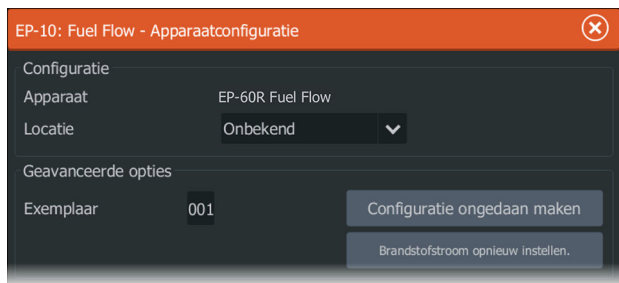 EP-10: Fuel Flow - Apparaatconfiguratie
Configuratie
Apparaat EP-60R Fuel Flow
Locatie Onbekend
Geavanceerde opties
Exemplaar 001 Configuratie ongedaan maken
Brandstofstroom opnieuw instellen.